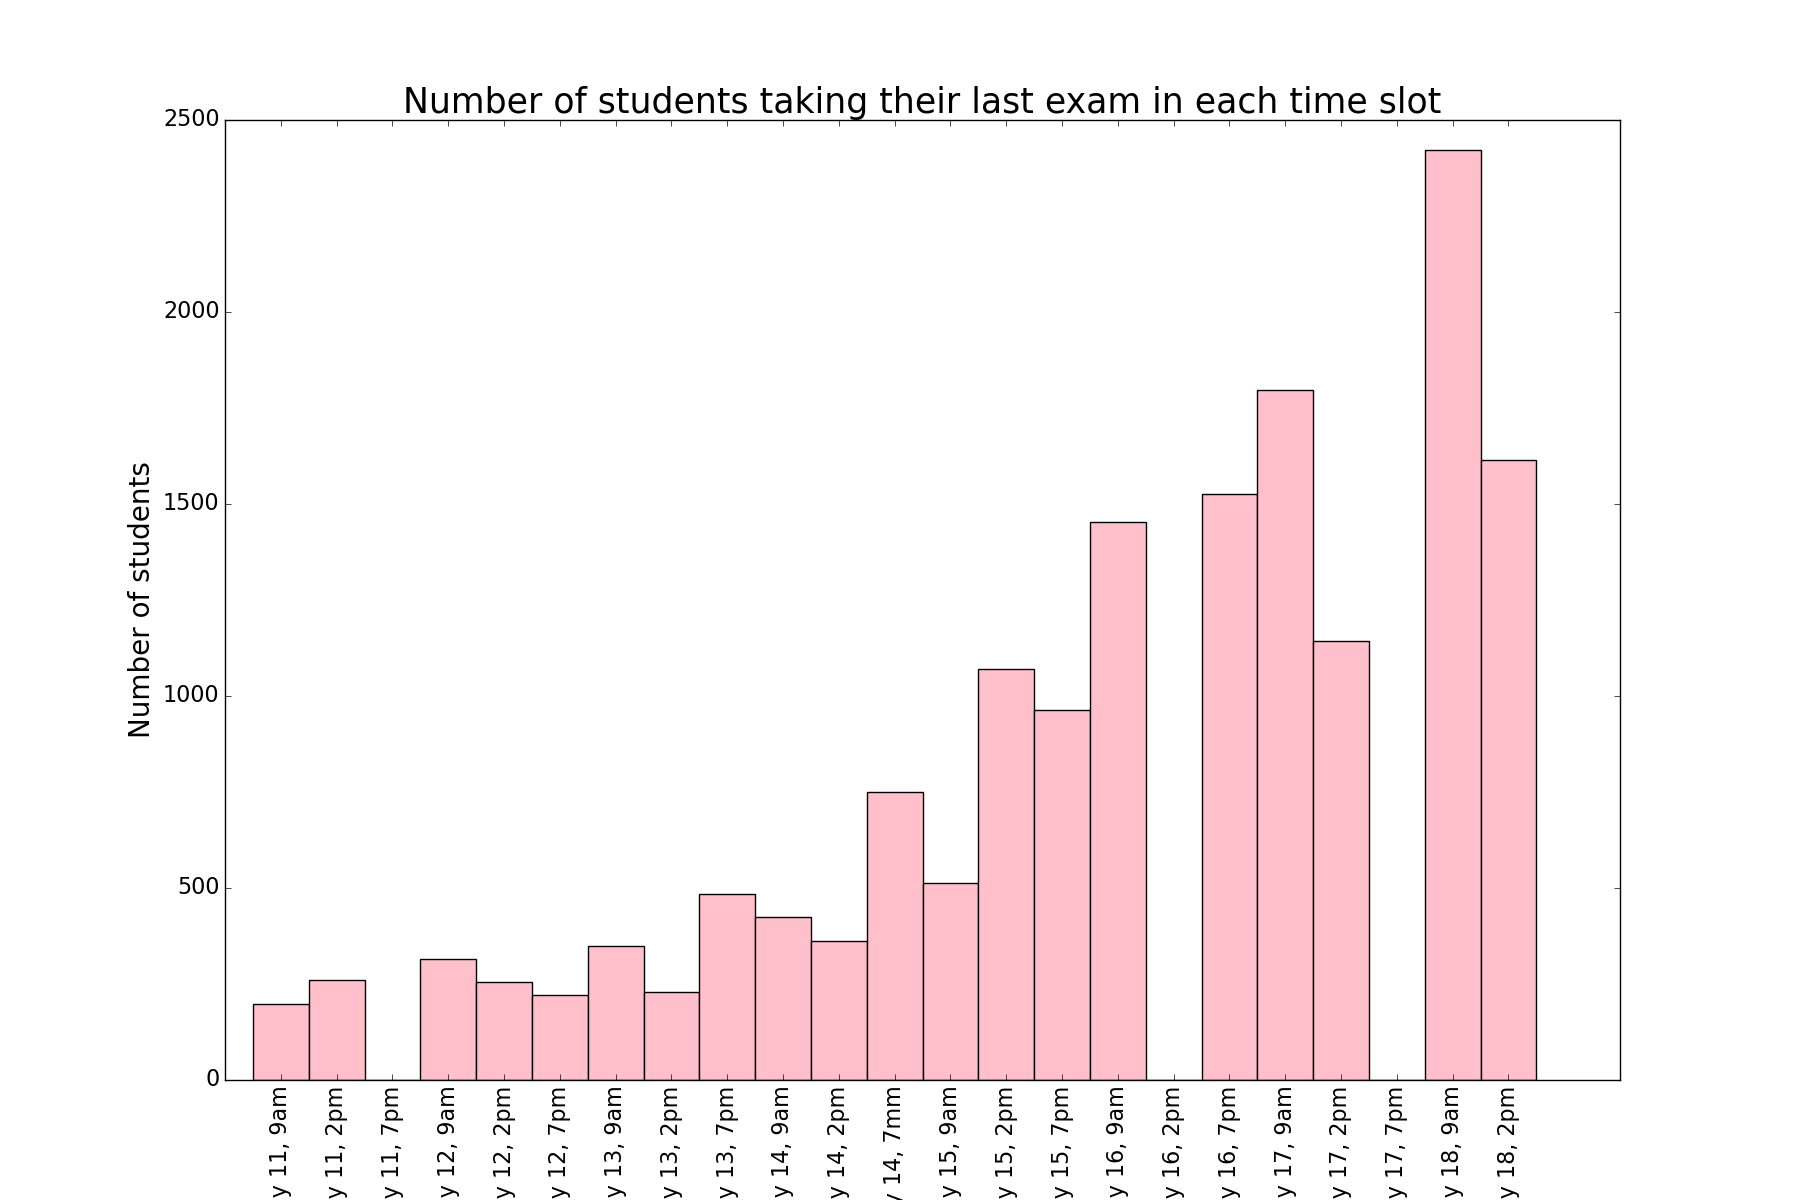 Number of students taking their last exam in each time slot
Number of students
2500
2000
1500
1000
500
0
y 11, 9am
y 11, 2pm
y 11, 7pm
y 12, 9am
y 12, 2pm
y 12, 7pm
y 13, 9am
y 13, 2pm
y 13, 7pm
y 14, 9am
y 14, 2pm
y 14, 7mm
y 15, 9am
y 15, 2pm
y 15, 7pm
y 16, 9am
y 16, 2pm
y 16, 7pm
y 17, 9am
y 17, 2pm
y 17, 7pm
y 18, 9am
y 18, 2pm